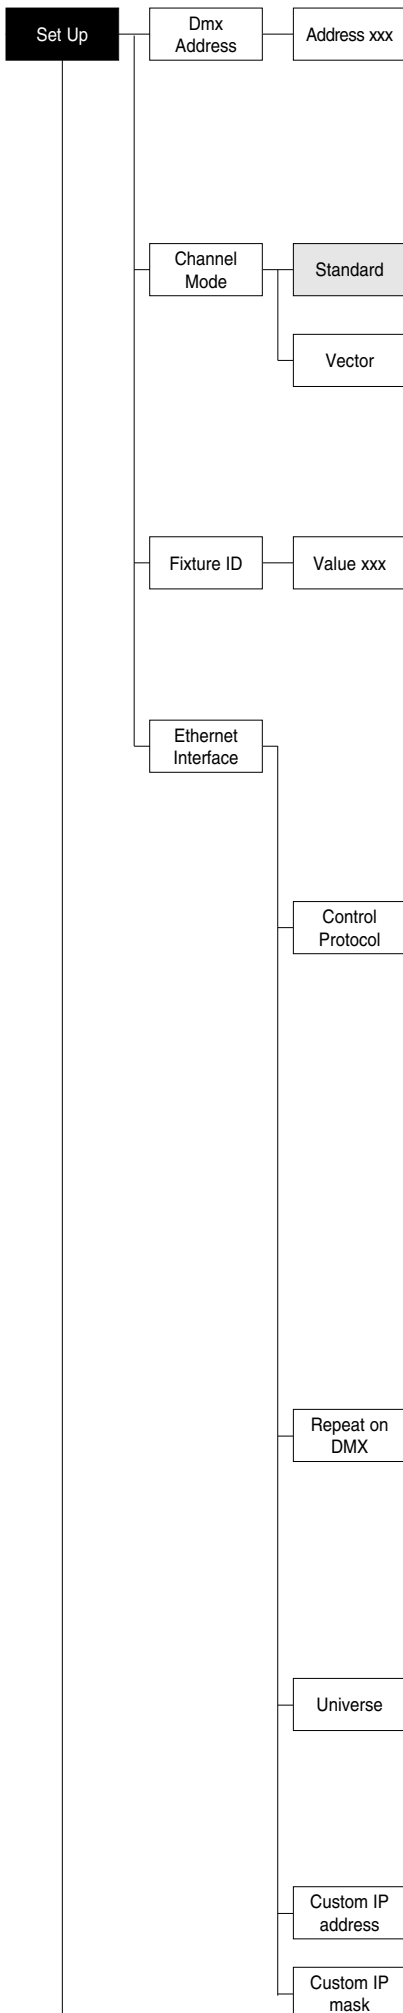 Set Up
Dmx
Address
Address xxx
Channel
Mode
Standard
Vector
Fixture ID
Value xxx
Ethernet
Interface
Control
Protocol
Repeat on
DMX
Universe
Custom IP
address
Custom IP
mask